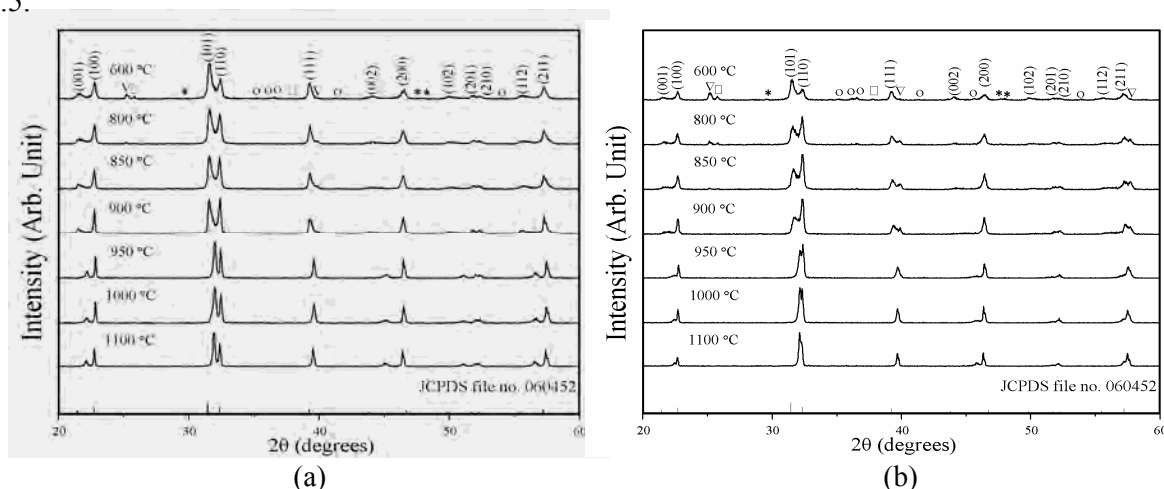 .5.
(001)
(100)
(101)
(110)
(111)
(002)
(200)
(102)
(201)
(210)
(112)
(211)
600 °C
800 °C
850 °C
900 °C
950 °C
1000 °C
1100 °C
JCPDS file no. 060452
Intensity (Arb. Unit)
20 30 40 50 60
2θ (degrees)
(a)
(001)
(100)
(101)
(110)
(111)
(002)
(200)
(102)
(201)
(210)
(112)
(211)
600 °C
800 °C
850 °C
900 °C
950 °C
1000 °C
1100 °C
JCPDS file no. 060452
Intensity (Arb. Unit)
20 30 40 50 60
2θ (degrees)
(b)